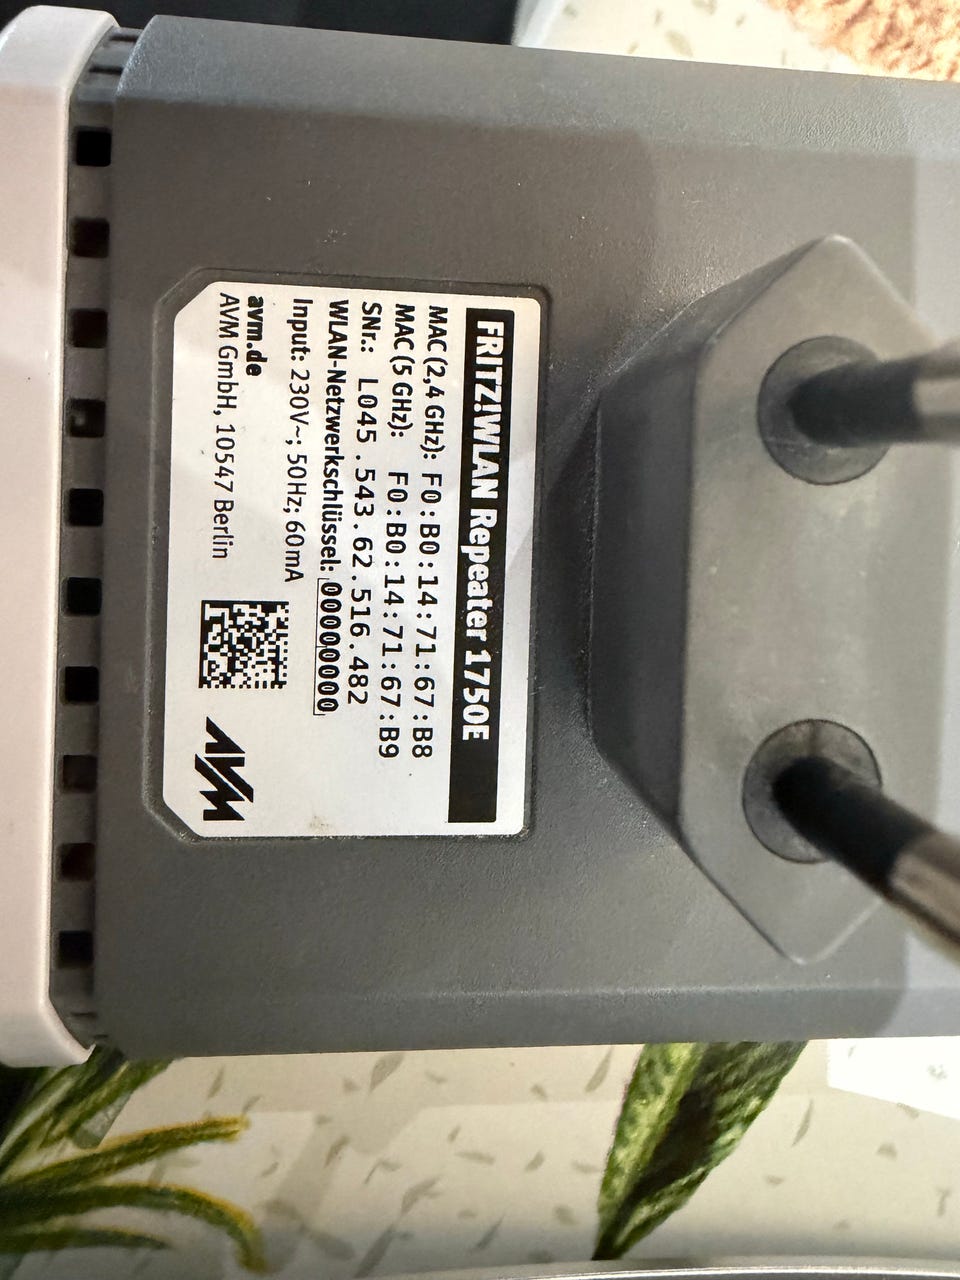 FRITZ!WLAN Repeater 1750E
MAC (2,4 GHz): F0:B0:14:71:67:B8
MAC (5 GHz): F0:B0:14:71:67:B9
SNr.: L045.543.62.516.482
WLAN-Netzwerkschlüssel: 00000000
Input: 230V~; 50Hz; 60mA
avm.de
AVM GmbH, 10547 Berlin
AVM